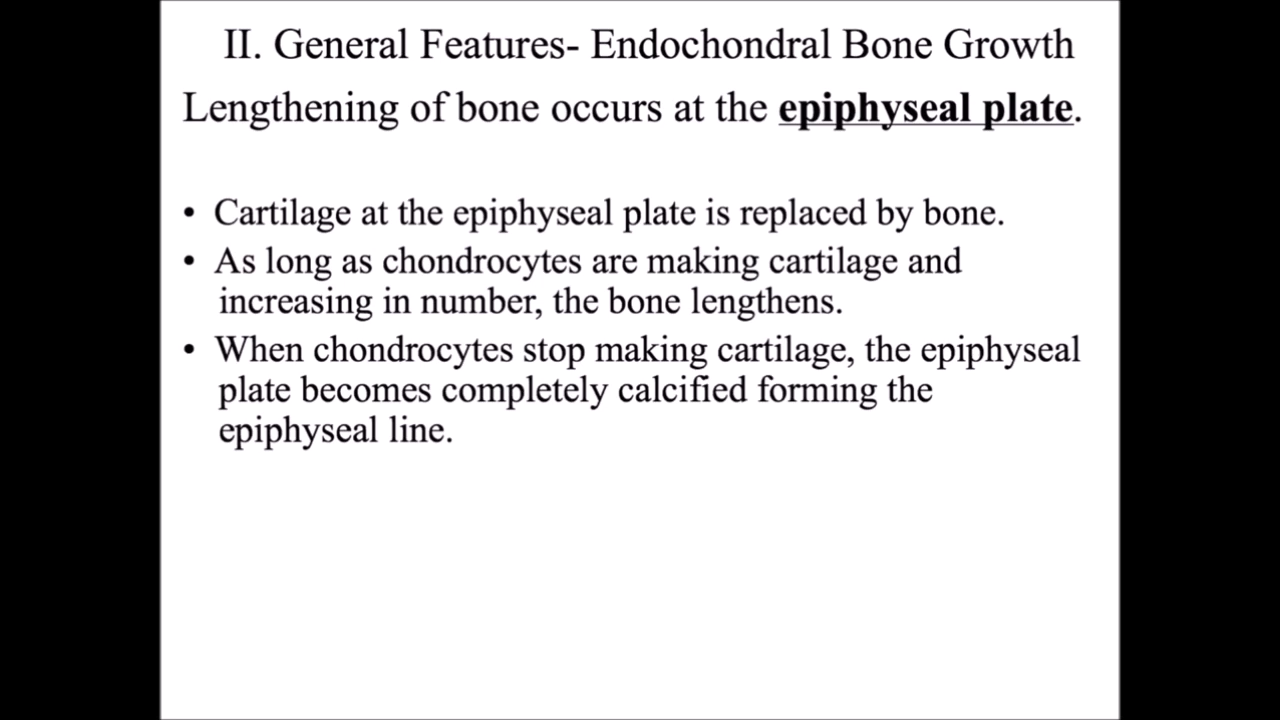 II. General Features- Endochondral Bone Growth
Lengthening of bone occurs at the epiphyseal plate.
• Cartilage at the epiphyseal plate is replaced by bone.
• As long as chondrocytes are making cartilage and
increasing in number, the bone lengthens.
• When chondrocytes stop making cartilage, the epiphyseal
plate becomes completely calcified forming the
epiphyseal line.